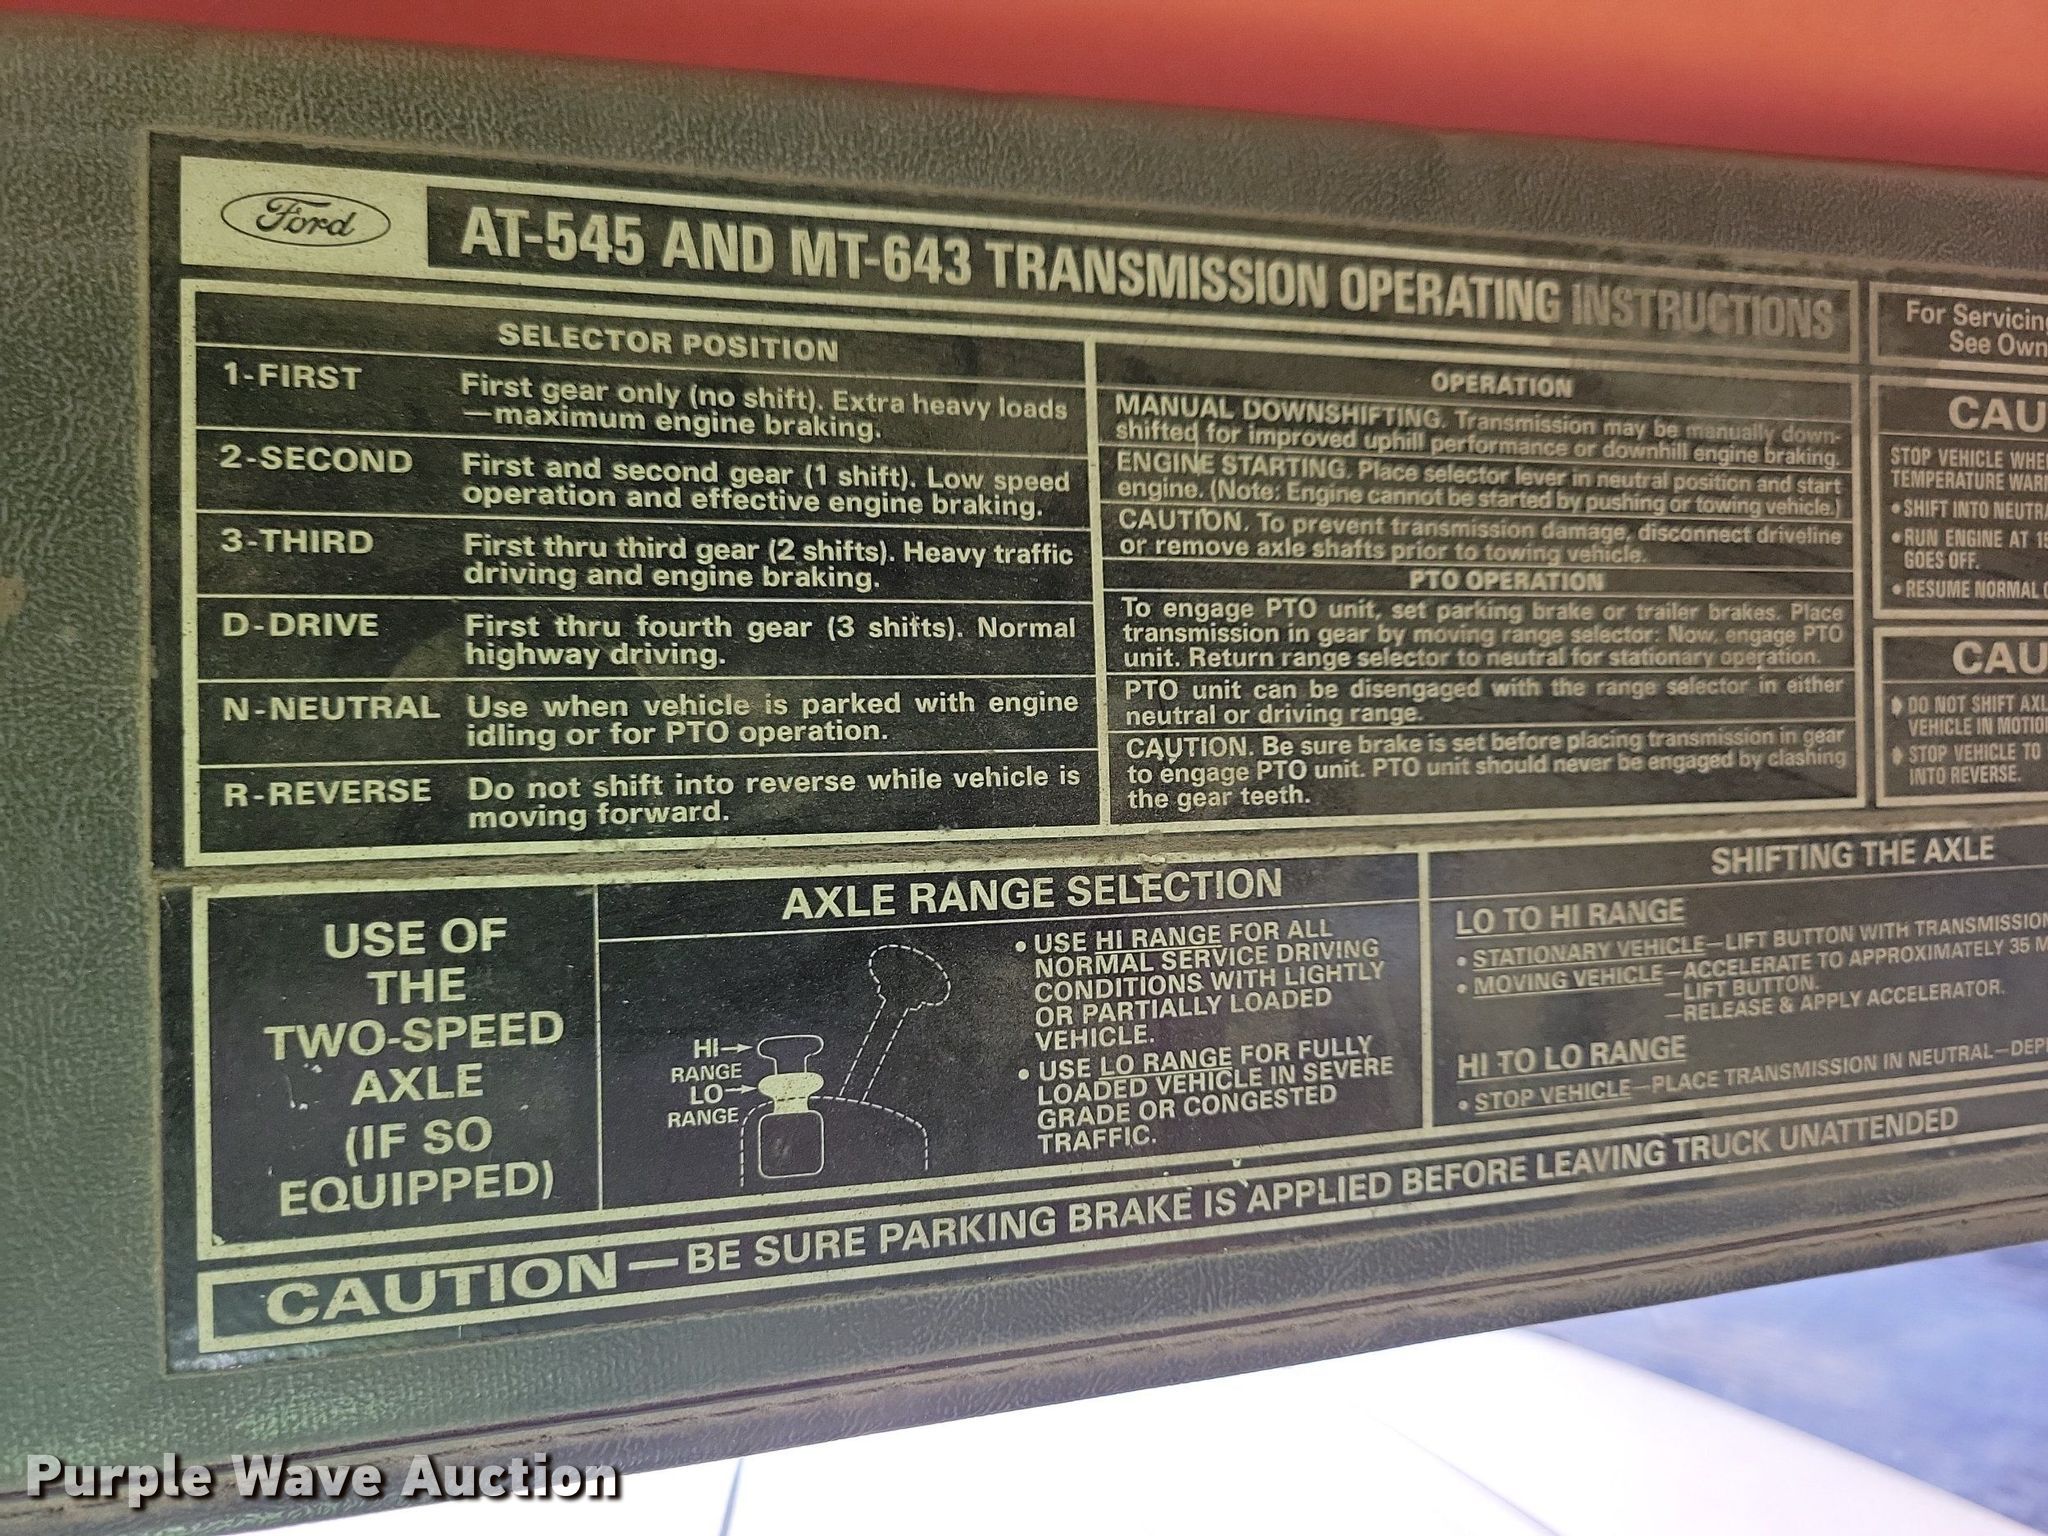 Ford
AT-545 AND MT-643 TRANSMISSION OPERATING INSTRUCTIONS
SELECTOR POSITION
1-FIRST
First gear only (no shift). Extra heavy loads
—maximum engine braking.
2-SECOND
First and second gear (1 shift). Low speed
operation and effective engine braking.
3-THIRD
First thru third gear (2 shifts). Heavy traffic
driving and engine braking.
D-DRIVE
First thru fourth gear (3 shifts). Normal
highway driving.
N-NEUTRAL
Use when vehicle is parked with engine
idling or for PTO operation.
R-REVERSE
Do not shift into reverse while vehicle is
moving forward.
OPERATION
MANUAL DOWNSHIFTING. Transmission may be manually down-
shifted for improved uphill performance or downhill engine braking.
ENGINE STARTING. Place selector lever in neutral position and start
engine. (Note: Engine cannot be started by pushing or towing vehicle.)
CAUTION. To prevent transmission damage, disconnect driveline
or remove axle shafts prior to towing vehicle.
PTO OPERATION
To engage PTO unit, set parking brake or trailer brakes. Place
transmission in gear by moving range selector. Now, engage PTO
unit. Return range selector to neutral for stationary operation.
PTO unit can be disengaged with the range selector in either
neutral or driving range.
CAUTION. Be sure brake is set before placing transmission in gear
to engage PTO unit. PTO unit should never be engaged by clashing
the gear teeth.
For Servicing
See Own
CAU
STOP VEHICLE WHE
TEMPERATURE WAR
• SHIFT INTO NEUTRA
• RUN ENGINE AT 15
GOES OFF.
• RESUME NORMAL O
CAU
DO NOT SHIFT AXL
VEHICLE IN MOTIO
STOP VEHICLE TO
INTO REVERSE.
USE OF
THE
TWO-SPEED
AXLE
(IF SO
EQUIPPED)
AXLE RANGE SELECTION
HI
RANGE
LO
RANGE
• USE HI RANGE FOR ALL
NORMAL SERVICE DRIVING
CONDITIONS WITH LIGHTLY
OR PARTIALLY LOADED
VEHICLE.
• USE LO RANGE FOR FULLY
LOADED VEHICLE IN SEVERE
GRADE OR CONGESTED
TRAFFIC.
SHIFTING THE AXLE
LO TO HI RANGE
• STATIONARY VEHICLE—LIFT BUTTON WITH TRANSMISSION
• MOVING VEHICLE—ACCELERATE TO APPROXIMATELY 35 M
—LIFT BUTTON.
—RELEASE & APPLY ACCELERATOR.
HI TO LO RANGE
• STOP VEHICLE—PLACE TRANSMISSION IN NEUTRAL—DEP
CAUTION—BE SURE PARKING BRAKE IS APPLIED BEFORE LEAVING TRUCK UNATTENDED
Purple Wave Auction